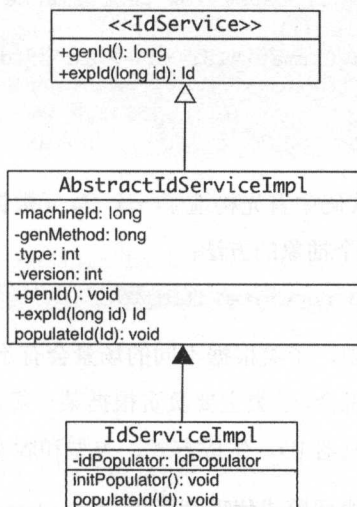 <<IdService>>
+genId(): long
+expId(long id): Id
AbstractIdServiceImpl
-machineId: long
-genMethod: long
-type: int
-version: int
+genId(): void
+expId(long id) Id
populateId(Id): void
IdServiceImpl
-idPopulator: IdPopulator
initPopulator(): void
populateId(Id): void